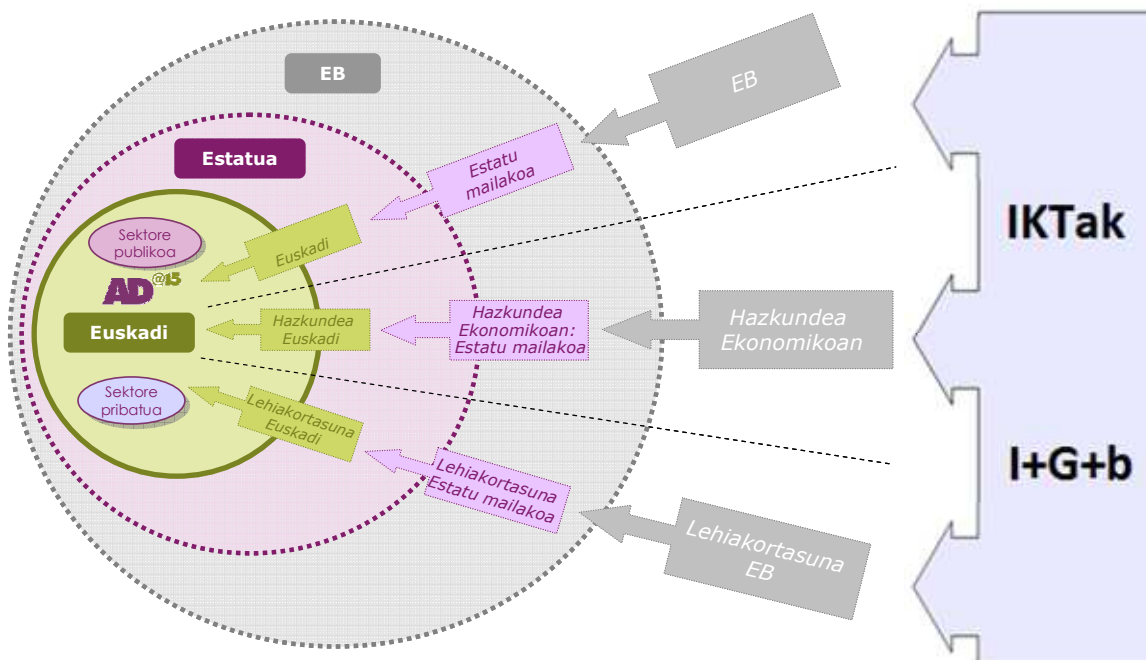 EB
EB
Estatua
Estatu
mailakoa
Sektore
publikoa
Euskadi
AD@15
IKTak
Euskadi
Hazkundea
Euskadi
Hazkundea
Ekonomikoan:
Estatu mailakoa
Hazkundea
Ekonomikoan
Sektore
pribatua
Lehiakortasuna
Euskadi
Lehiakortasuna
Estatu mailakoa
Lehiakortasuna
EB
I+G+b